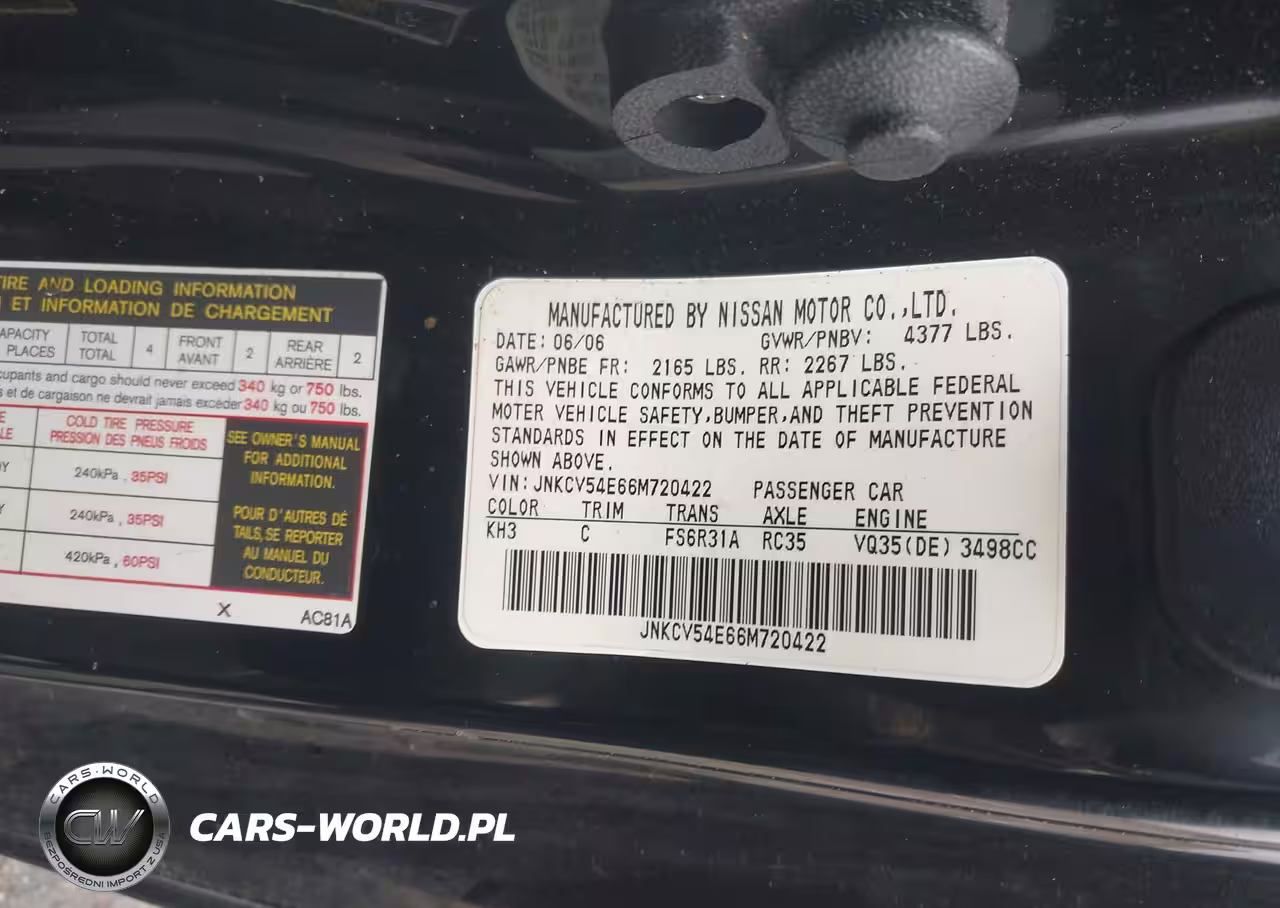 TIRE AND LOADING INFORMATION
ET INFORMATION DE CHARGEMENT
CAPACITY PLACES TOTAL TOTAL 4 FRONT AVANT 2 REAR ARRIÈRE 2
cupants and cargo should never exceed 340 kg or 750 lbs.
s et de cargaison ne devrait jamais excéder 340 kg ou 750 lbs.
COLD TIRE PRESSURE
PRESSION DES PNEUS FROIDS
240kPa , 35PSI
240kPa , 35PSI
420kPa , 60PSI
SEE OWNER'S MANUAL
FOR ADDITIONAL
INFORMATION.
POUR D'AUTRES DÉ
TAILS, SE REPORTER
AU MANUEL DU
CONDUCTEUR.
X AC81A
MANUFACTURED BY NISSAN MOTOR CO.,LTD.
DATE: 06/06 GVWR/PNBV: 4377 LBS.
GAWR/PNBE FR: 2165 LBS. RR: 2267 LBS.
THIS VEHICLE CONFORMS TO ALL APPLICABLE FEDERAL
MOTER VEHICLE SAFETY,BUMPER,AND THEFT PREVENTION
STANDARDS IN EFFECT ON THE DATE OF MANUFACTURE
SHOWN ABOVE.
VIN: JNKCV54E66M720422 PASSENGER CAR
COLOR TRIM TRANS AXLE ENGINE
KH3 C FS6R31A RC35 VQ35(DE) 3498CC
JNKCV54E66M720422
CARS-WORLD
CW
BEZPOŚREDNI IMPORT Z USA
CARS-WORLD.PL